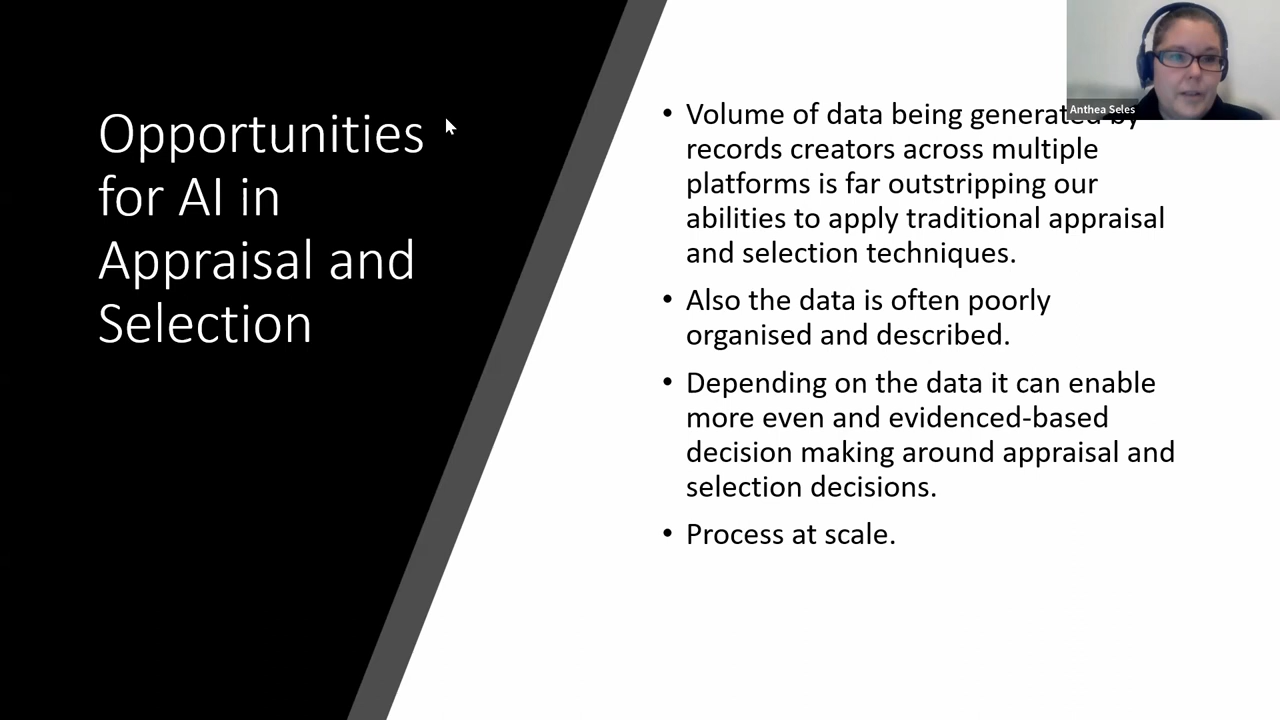 Opportunities
for AI in
Appraisal and
Selection
• Volume of data being generated by
records creators across multiple
platforms is far outstripping our
abilities to apply traditional appraisal
and selection techniques.
• Also the data is often poorly
organised and described.
• Depending on the data it can enable
more even and evidenced-based
decision making around appraisal and
selection decisions.
• Process at scale.
Anthea Seles